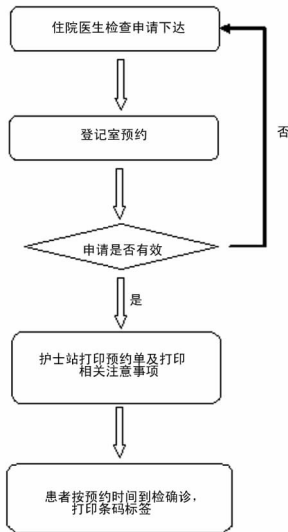 住院医生检查申请下达
登记室预约
否
申请是否有效
是
护士站打印预约单及打印
相关注意事项
患者按预约时间到检确诊，
打印条码标签